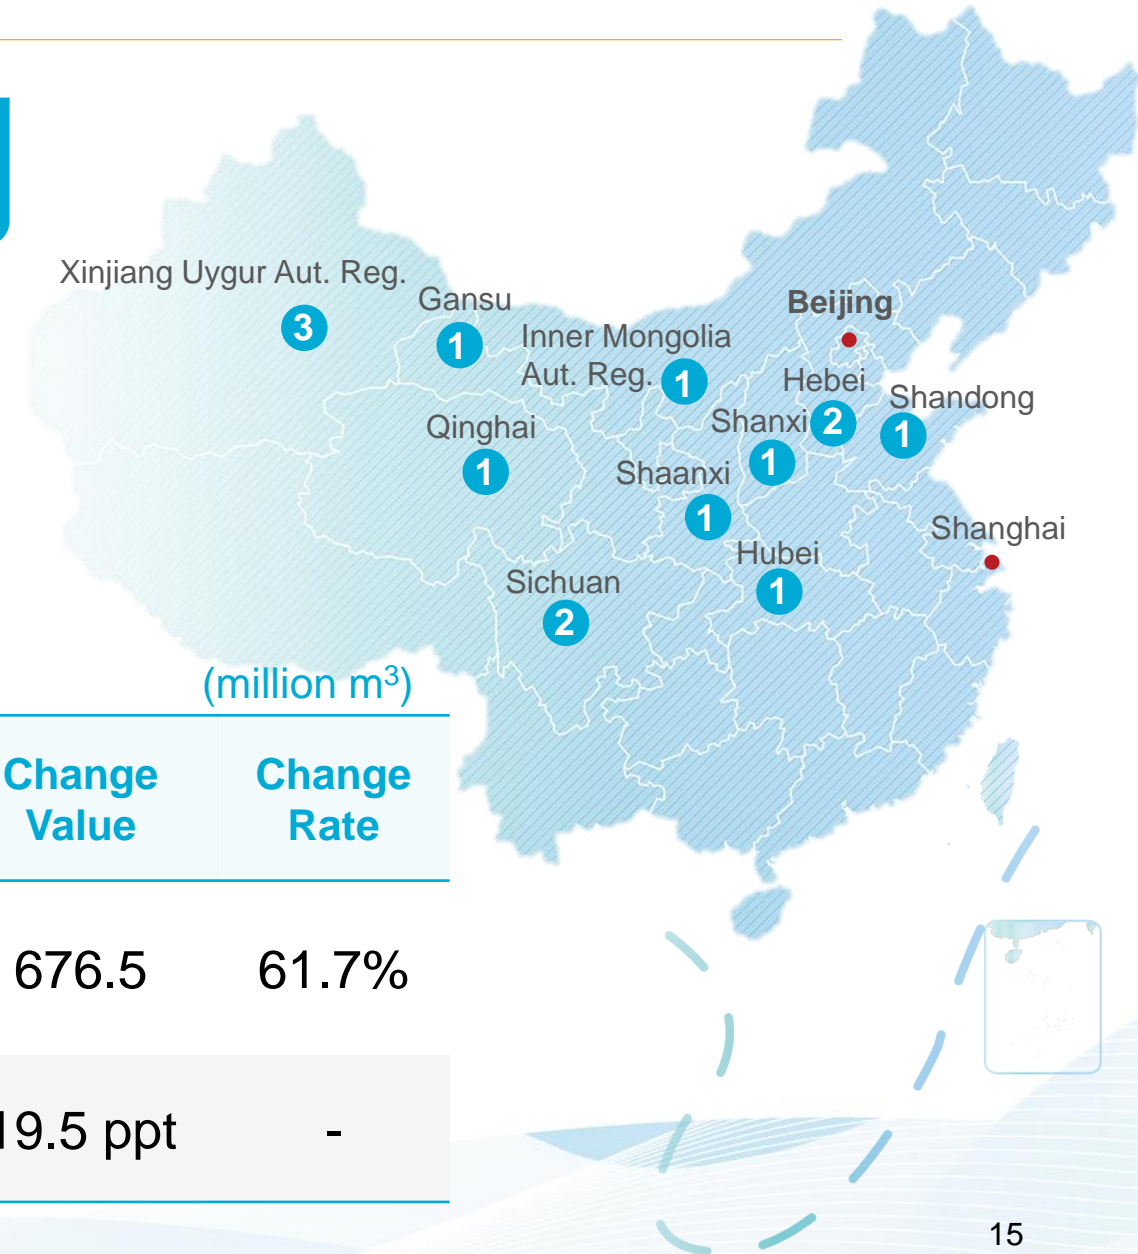 Xinjiang Uygur Aut. Reg.
3
Gansu
1
Inner Mongolia
Aut. Reg.
1
Beijing
Hebei
2
Shandong
1
Shanxi
1
Qinghai
1
Shaanxi
1
Shanghai
Hubei
1
Sichuan
2
(million m³)
Change
Value
Change
Rate
676.5
61.7%
19.5 ppt
-
15